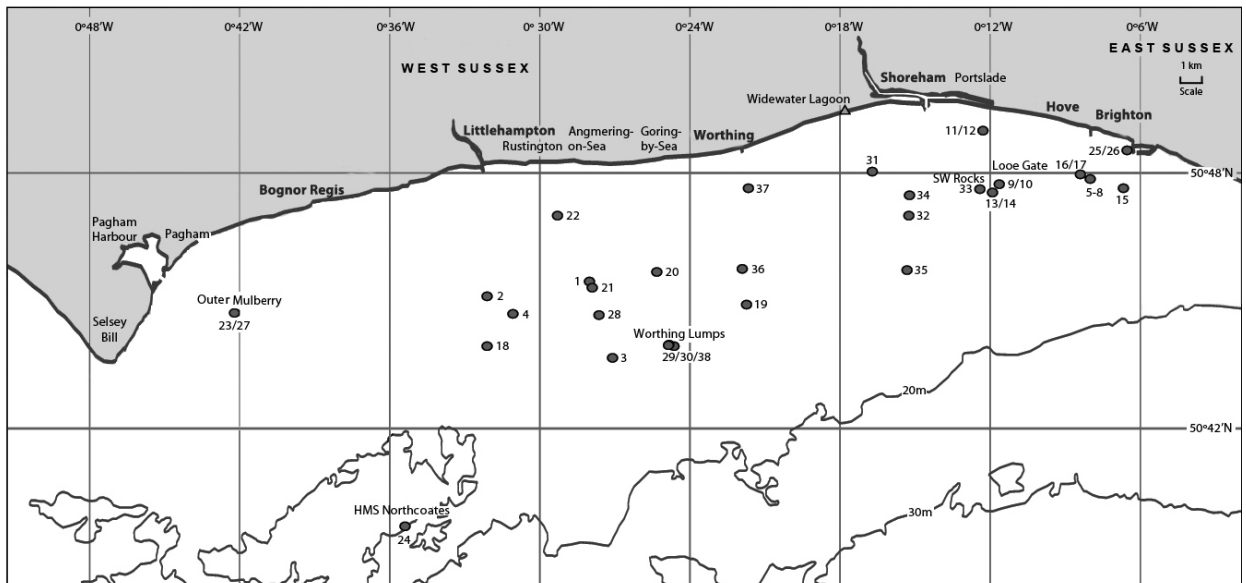 0°48′W 0°42′W 0°36′W 0° 30′W 0°24′W 0°18′W 0°12′W 0°6′W
EAST SUSSEX
WEST SUSSEX
1 km
Scale
Shoreham Portslade
Widewater Lagoon
Hove
Brighton
Littlehampton
Rustington
Angmering-
on-Sea
Goring-
by-Sea
Worthing
11/12
25/26
50°48′N
31
Looe Gate
16/17
SW Rocks
9/10
33
5-8
15
13/14
34
37
32
Bognor Regis
22
Pagham
Harbour
Pagham
1
20
36
35
21
2
Outer Mulberry
23/27
4
28
19
Selsey
Bill
Worthing Lumps
18
3
29/30/38
20m
50°42′N
HMS Northcoates
24
30m